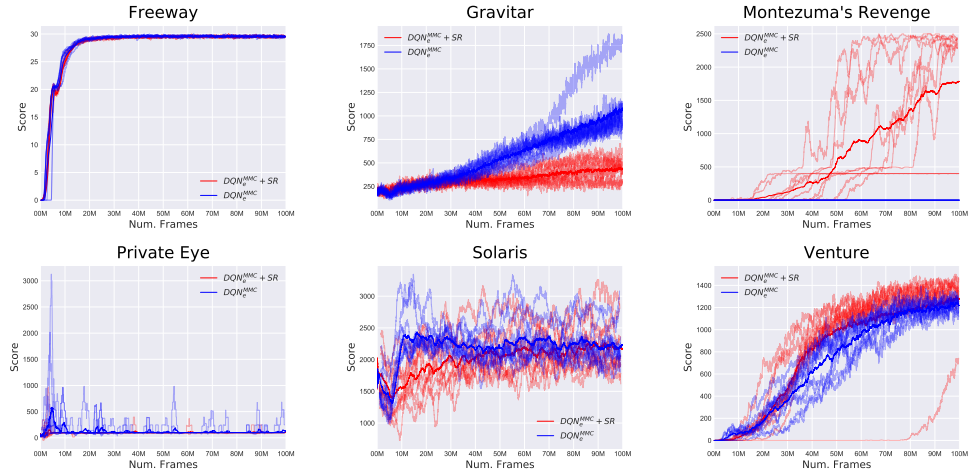 Freeway
Score
30
25
20
15
10
5
0
DQN_e^MMC + SR
DQN_e^MMC
00M 10M 20M 30M 40M 50M 60M 70M 80M 90M 100M
Num. Frames
Gravitar
Score
1750
1500
1250
1000
750
500
250
DQN_e^MMC + SR
DQN_e^MMC
00M 10M 20M 30M 40M 50M 60M 70M 80M 90M 100M
Num. Frames
Montezuma's Revenge
Score
2500
2000
1500
1000
500
0
DQN_e^MMC + SR
DQN_e^MMC
00M 10M 20M 30M 40M 50M 60M 70M 80M 90M 100M
Num. Frames
Private Eye
Score
3000
2500
2000
1500
1000
500
0
DQN_e^MMC + SR
DQN_e^MMC
00M 10M 20M 30M 40M 50M 60M 70M 80M 90M 100M
Num. Frames
Solaris
Score
3000
2500
2000
1500
1000
DQN_e^MMC + SR
DQN_e^MMC
00M 10M 20M 30M 40M 50M 60M 70M 80M 90M 100M
Num. Frames
Venture
Score
1400
1200
1000
800
600
400
200
0
DQN_e^MMC + SR
DQN_e^MMC
00M 10M 20M 30M 40M 50M 60M 70M 80M 90M 100M
Num. Frames